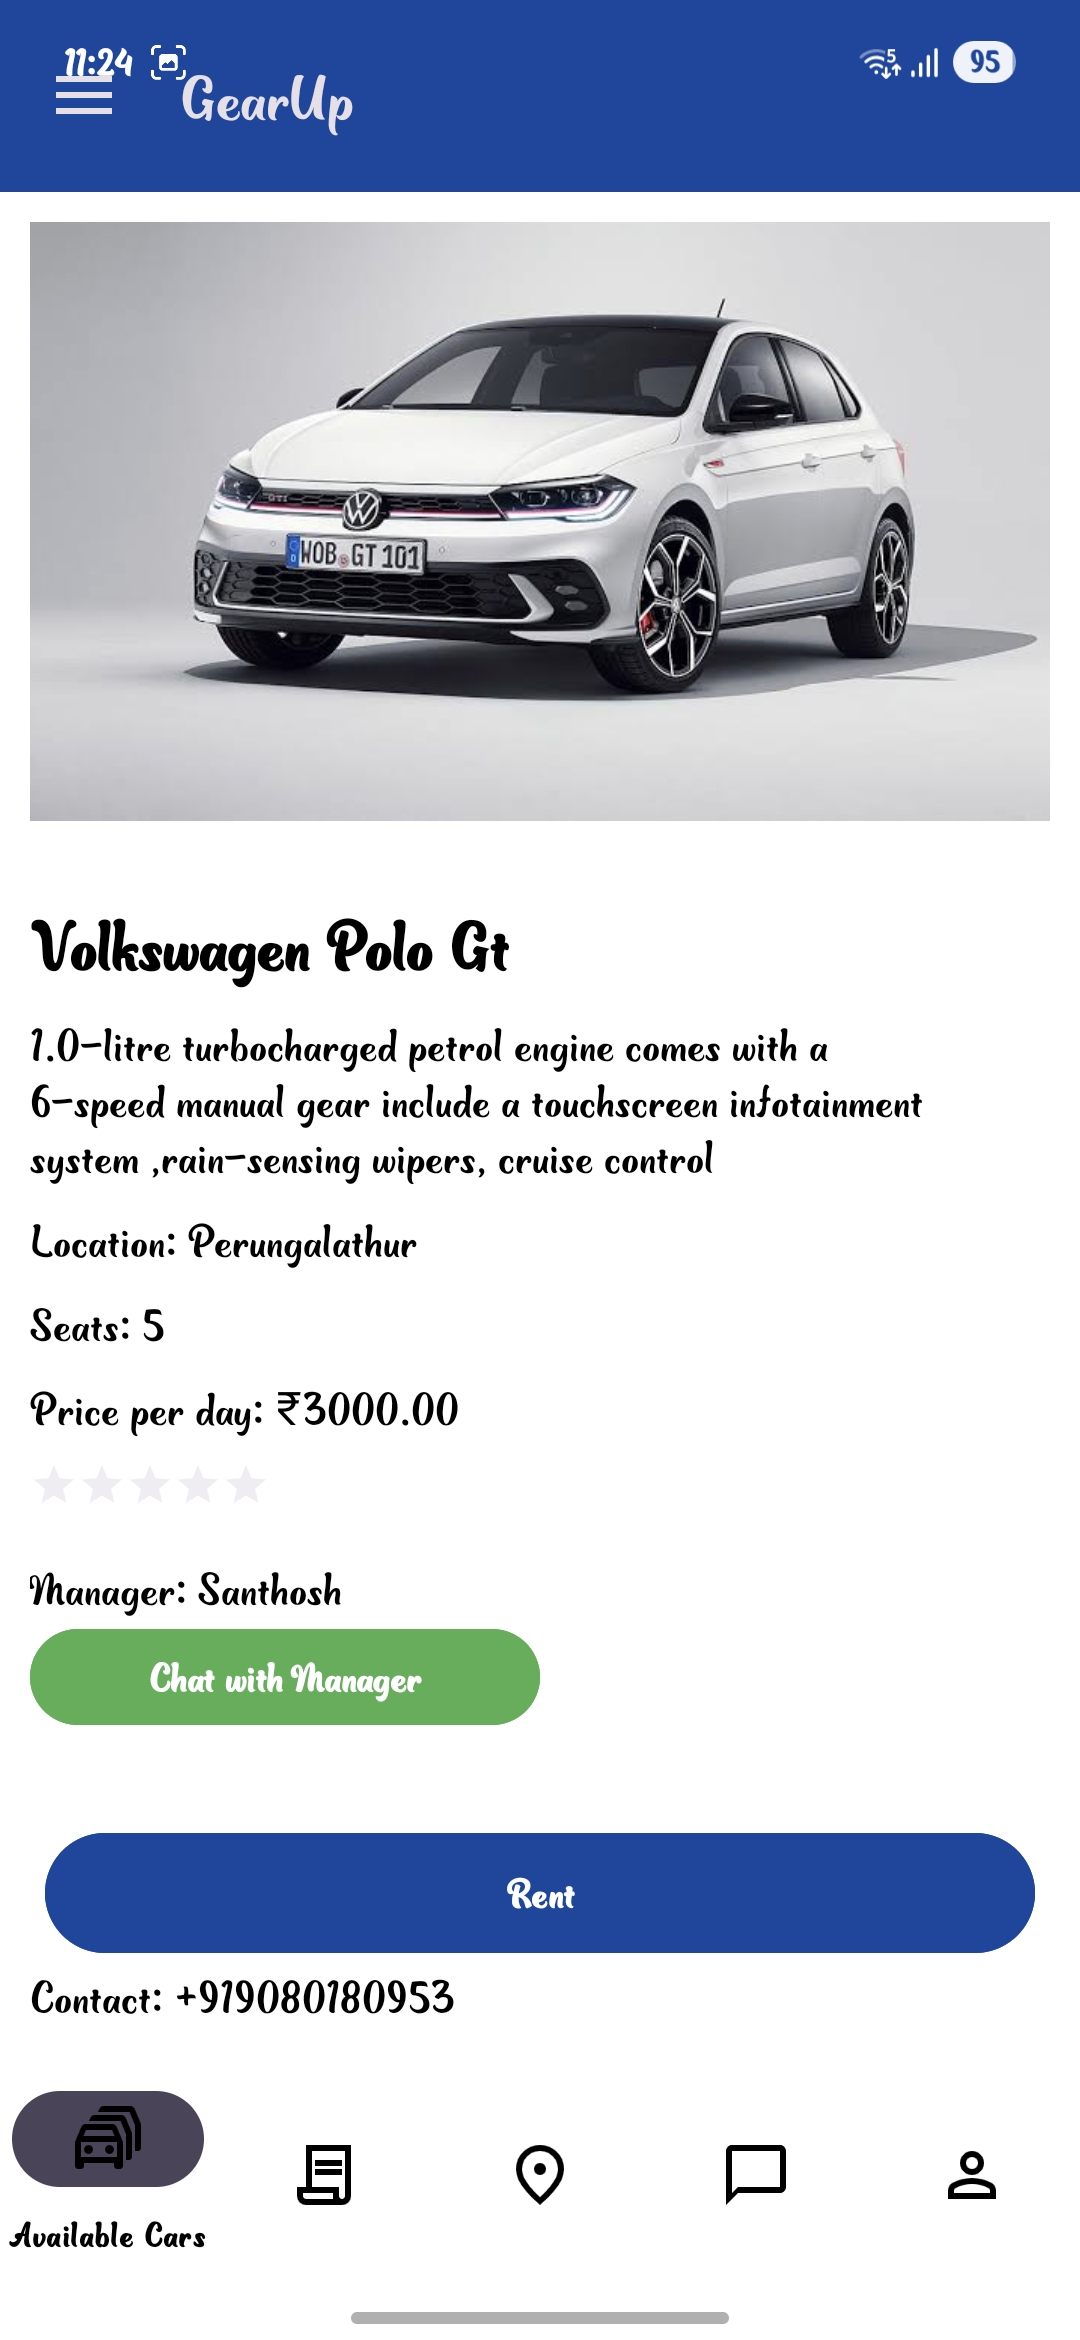 11:24
5
95
GearUp
GTI
WOB GT 101
Volkswagen Polo Gt
1.0-litre turbocharged petrol engine comes with a
6-speed manual gear include a touchscreen infotainment
system ,rain-sensing wipers, cruise control
Location: Perungalathur
Seats: 5
Price per day: ₹3000.00
Manager: Santhosh
Chat with Manager
Rent
Contact: +919080180953
Available Cars